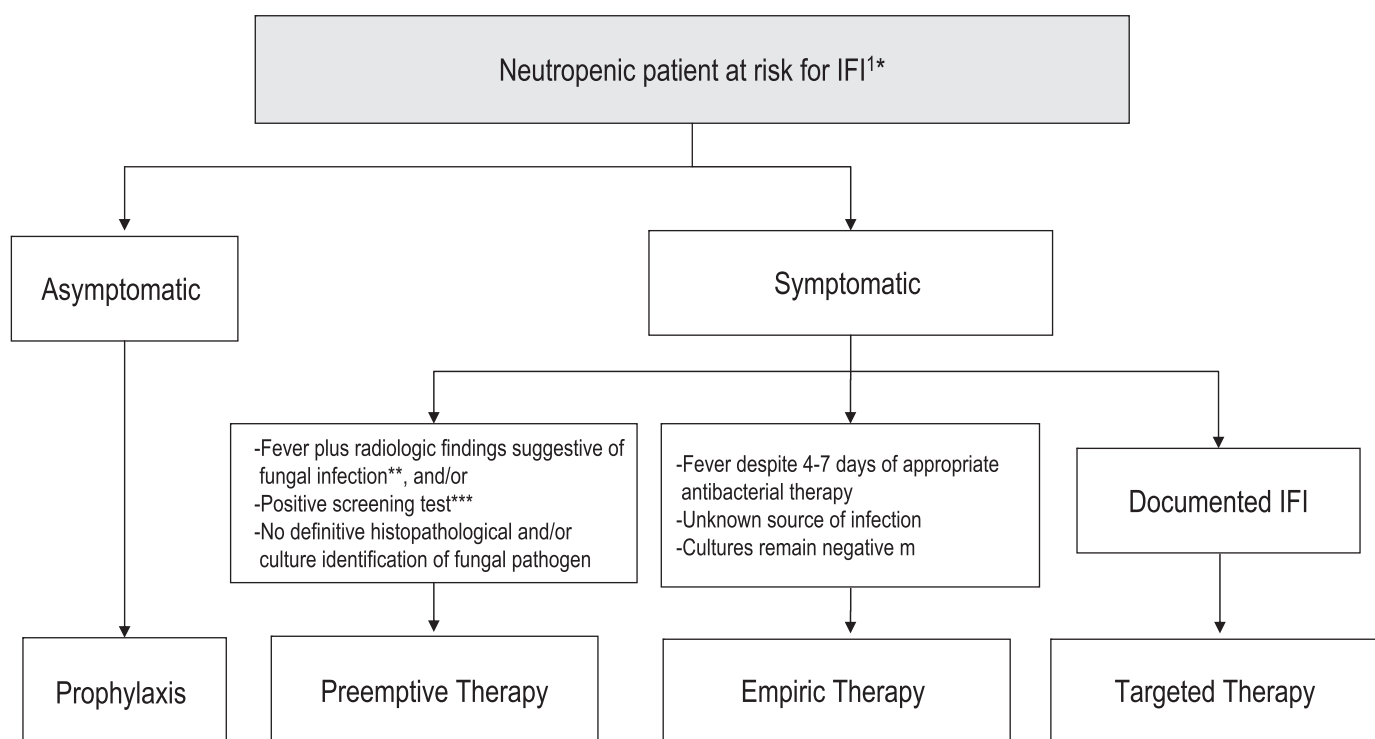 Neutropenic patient at risk for IFI¹*
Asymptomatic
Symptomatic
-Fever plus radiologic findings suggestive of
fungal infection**, and/or
-Positive screening test***
-No definitive histopathological and/or
culture identification of fungal pathogen
-Fever despite 4-7 days of appropriate
antibacterial therapy
-Unknown source of infection
-Cultures remain negative m
Documented IFI
Prophylaxis
Preemptive Therapy
Empiric Therapy
Targeted Therapy